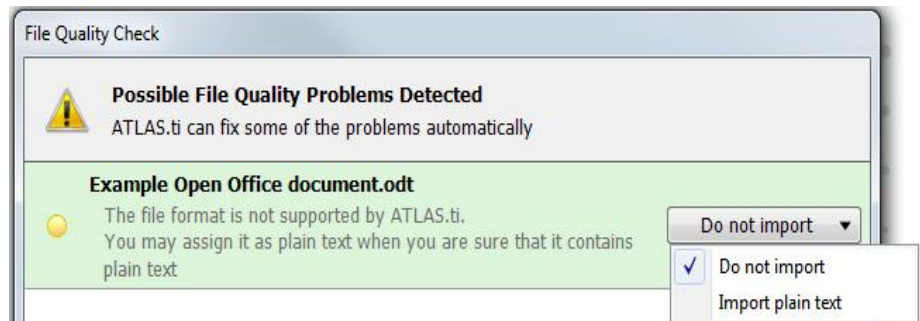 File Quality Check
Possible File Quality Problems Detected
ATLAS.ti can fix some of the problems automatically
Example Open Office document.odt
The file format is not supported by ATLAS.ti.
You may assign it as plain text when you are sure that it contains
plain text
Do not import
Do not import
Import plain text